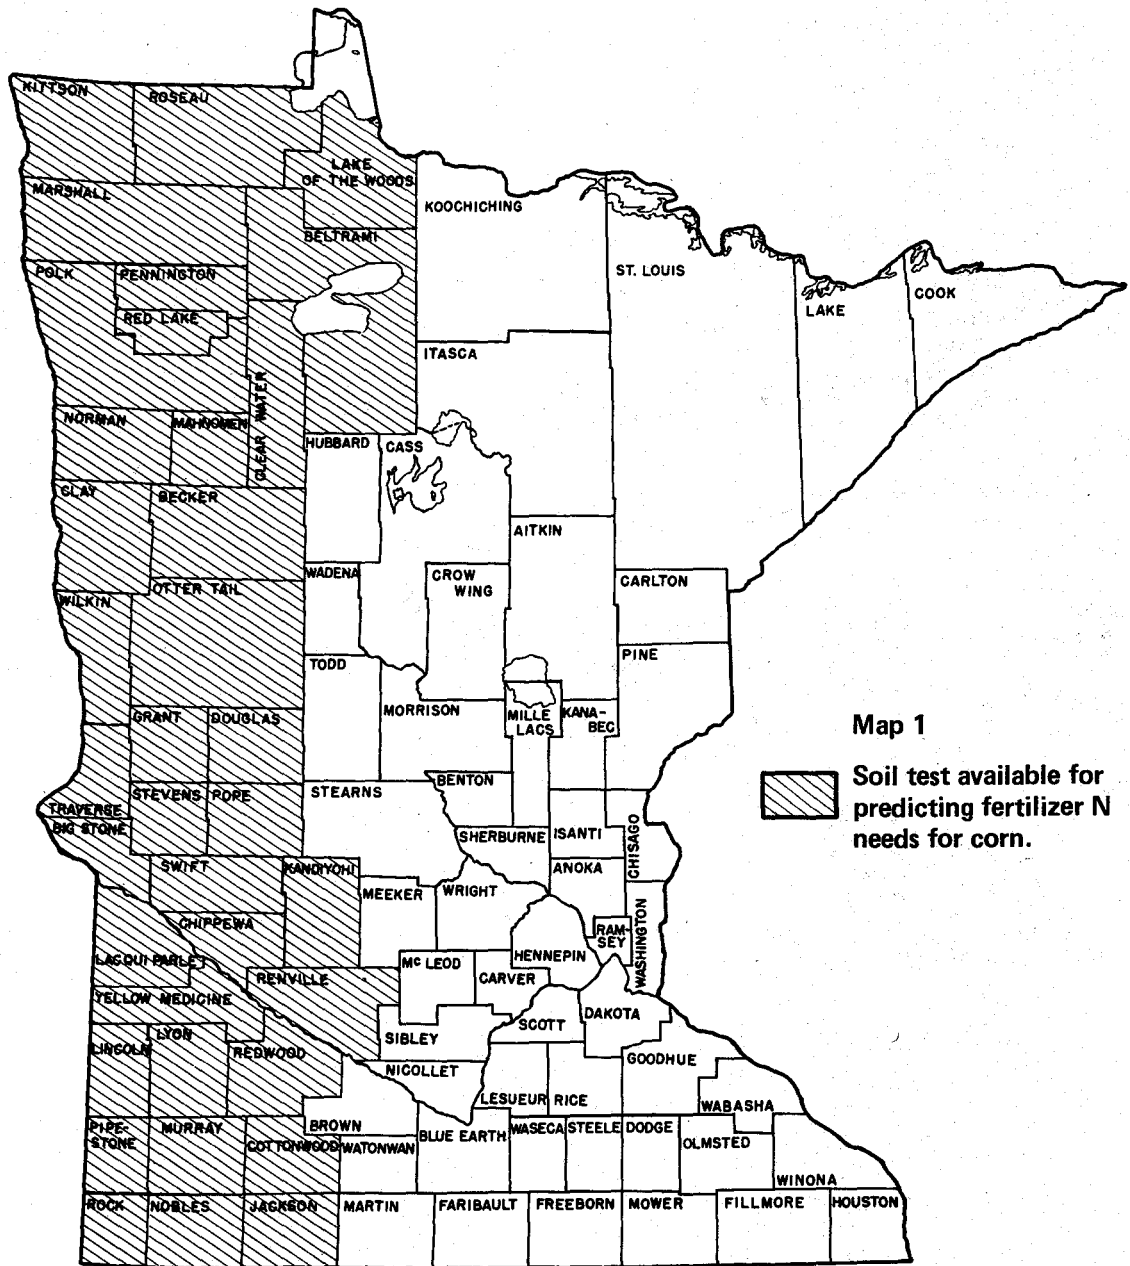 KITTSON
ROSEAU
LAKE
OF THE WOODS
MARSHALL
KOOCHICHING
BELTRAMI
POLK
PENNINGTON
ST. LOUIS
RED LAKE
LAKE
COOK
ITASCA
CLEAR WATER
NORMAN
MAHNOMEN
HUBBARD
CASS
CLAY
BECKER
AITKIN
WADENA
CROW
WING
CARLTON
WILKIN
OTTER TAIL
TODD
PINE
MORRISON
MILLE
LACS
KANA-
BEC
GRANT
DOUGLAS
Map 1
Soil test available for
predicting fertilizer N
needs for corn.
BENTON
STEVENS
POPE
STEARNS
TRAVERSE
BIG STONE
SHERBURNE
ISANTI
CHISAGO
SWIFT
KANDIYOHI
ANOKA
MEEKER
WRIGHT
CHIPPEWA
RAM-
SEY
WASHINGTON
LACQUI PARLE
Mc LEOD
HENNEPIN
RENVILLE
CARVER
YELLOW MEDICINE
DAKOTA
SCOTT
LYON
SIBLEY
LINCOLN
REDWOOD
GOODHUE
NICOLLET
LESUEUR
RICE
WABASHA
PIPE-
STONE
MURRAY
BROWN
BLUE EARTH
WASECA
STEELE
DODGE
OLMSTED
COTTONWOOD
WATONWAN
WINONA
ROCK
NOBLES
JACKSON
MARTIN
FARIBAULT
FREEBORN
MOWER
FILLMORE
HOUSTON